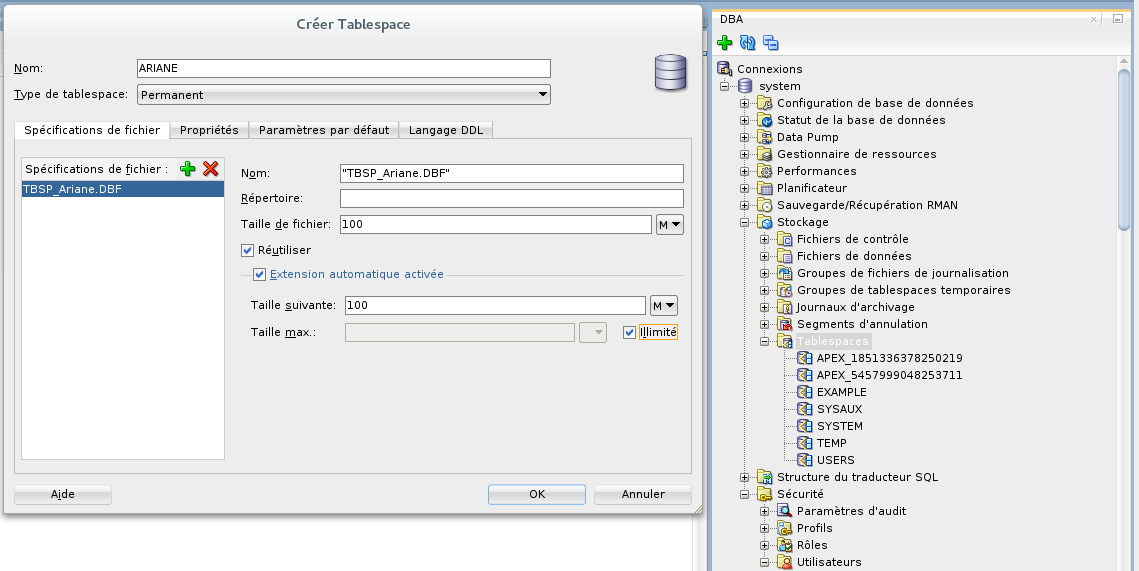 Créer Tablespace
Nom: ARIANE
Type de tablespace: Permanent
Spécifications de fichier Propriétés Paramètres par défaut Langage DDL
Spécifications de fichier :
TBSP_Ariane.DBF
Nom: "TBSP_Ariane.DBF"
Répertoire:
Taille de fichier: 100 M
Réutiliser
Extension automatique activée
Taille suivante: 100 M
Taille max.: Illimité
Aide OK Annuler
DBA
Connexions
system
Configuration de base de données
Statut de la base de données
Data Pump
Gestionnaire de ressources
Performances
Planificateur
Sauvegarde/Récupération RMAN
Stockage
Fichiers de contrôle
Fichiers de données
Groupes de fichiers de journalisation
Groupes de tablespaces temporaires
Journaux d'archivage
Segments d'annulation
Tablespaces
APEX_1851336378250219
APEX_5457999048253711
EXAMPLE
SYSAUX
SYSTEM
TEMP
USERS
Structure du traducteur SQL
Sécurité
Paramètres d'audit
Profils
Rôles
Utilisateurs